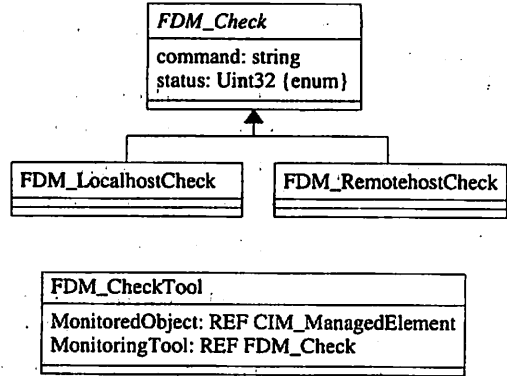 FDM_Check
command: string
status: Uint32 {enum}
FDM_LocalhostCheck
FDM_RemotehostCheck
FDM_CheckTool
MonitoredObject: REF CIM_ManagedElement
MonitoringTool: REF FDM_Check